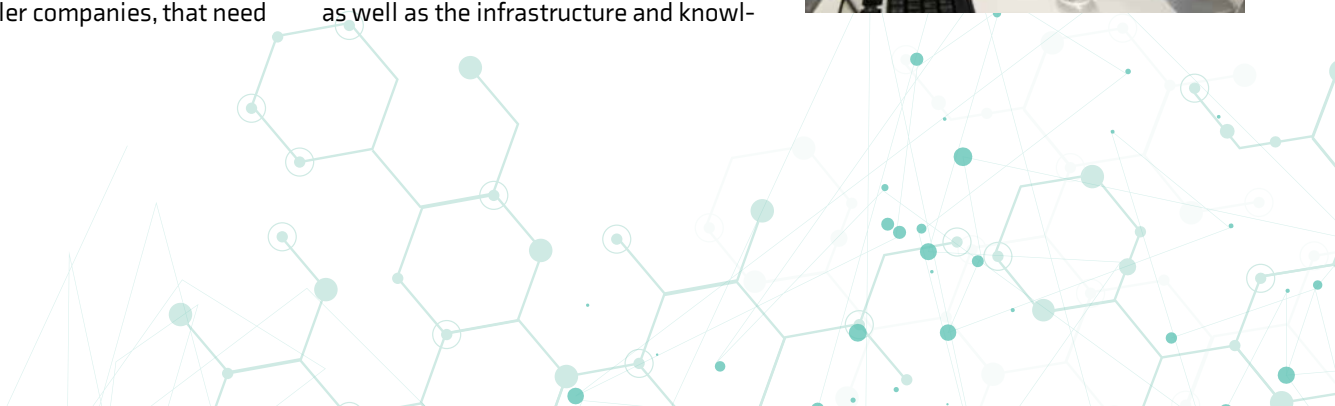 ler companies, that need
as well as the infrastructure and knowl-